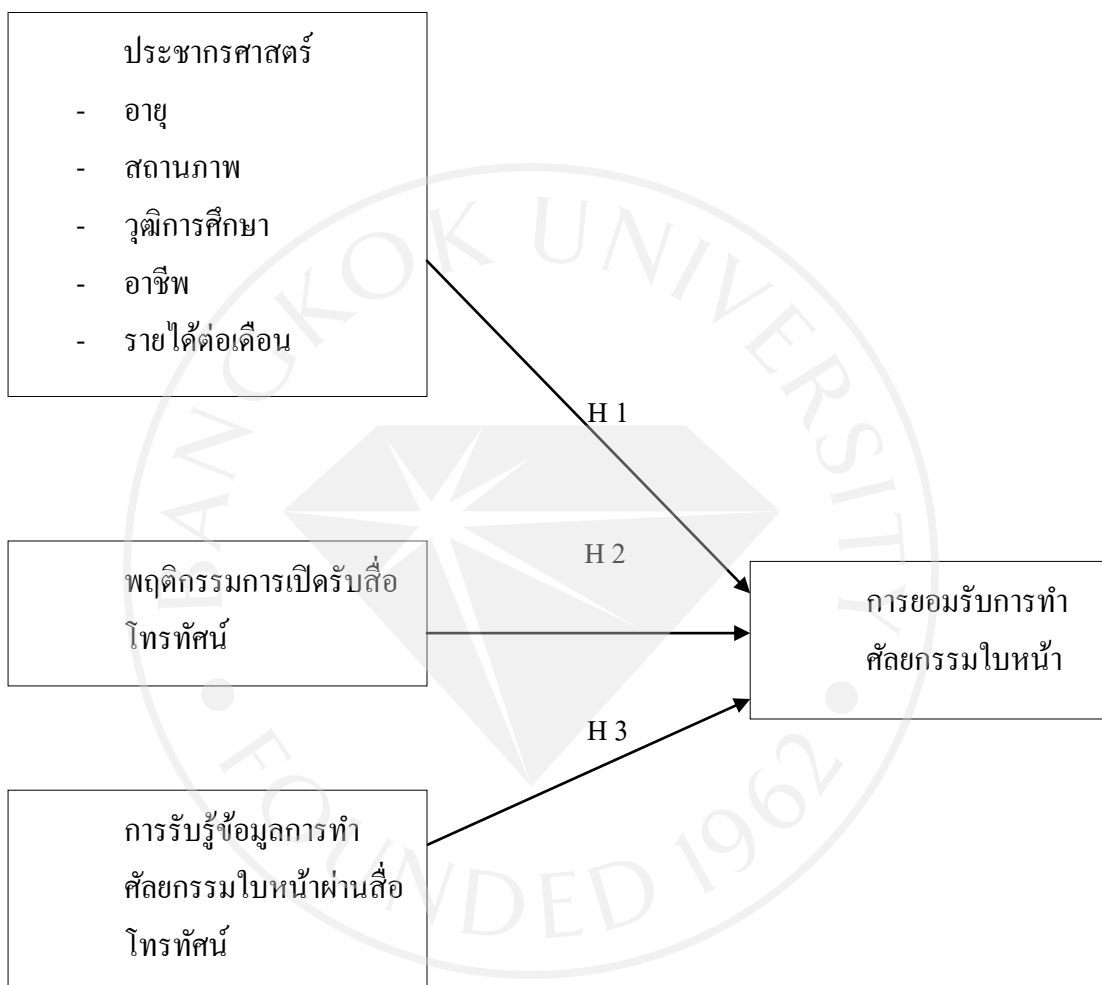 ประชากรศาสตร์
- อายุ
- สถานภาพ
- วุฒิการศึกษา
- อาชีพ
- รายได้ต่อเดือน
H 1
พฤติกรรมการเปิดรับสื่อ
โทรทัศน์
H 2
การยอมรับการทำ
ศัลยกรรมใบหน้า
H 3
การรับรู้ข้อมูลการทำ
ศัลยกรรมใบหน้าผ่านสื่อ
โทรทัศน์
BANGKOK UNIVERSITY
FOUNDED 1962